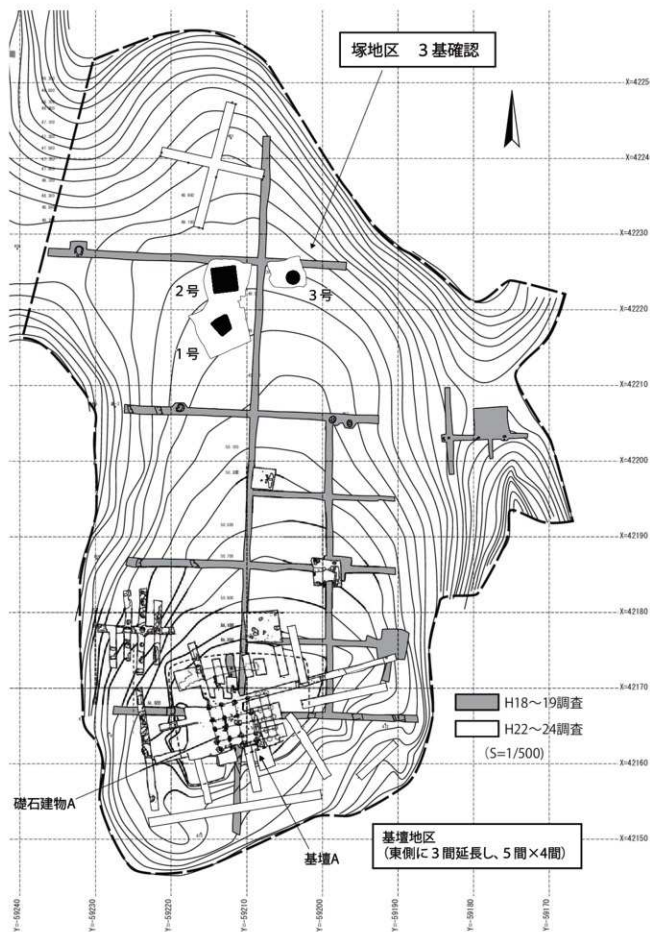 塚地区　3基確認
X=4225
X=4224
X=42230
2号
3号
X=42220
1号
X=42210
X=42200
X=42190
X=42180
X=42170
H18～19調査
H22～24調査
(S=1/500)
X=42160
礎石建物A
基壇A
基壇地区
(東側に3間延長し、5間×4間)
X=42150
Y=-59240
Y=-59230
Y=-59220
Y=-59210
Y=-59200
Y=-59190
Y=-59180
Y=-59170